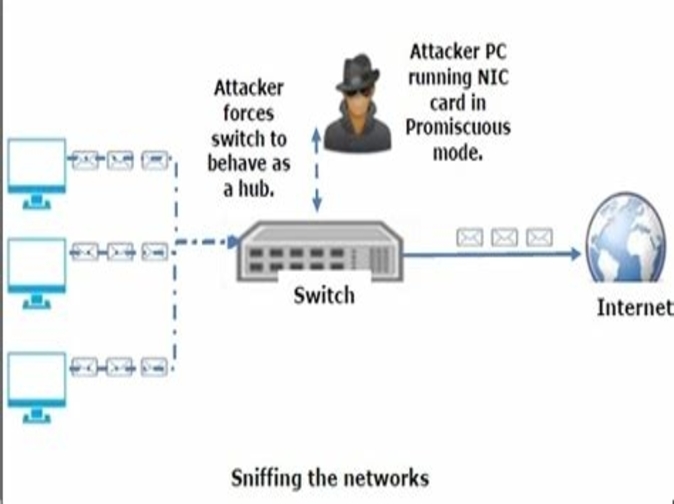 Attacker
forces
switch to
behave as
a hub.
Attacker PC
running NIC
card in
Promiscuous
mode.
Switch
Internet
Sniffing the networks